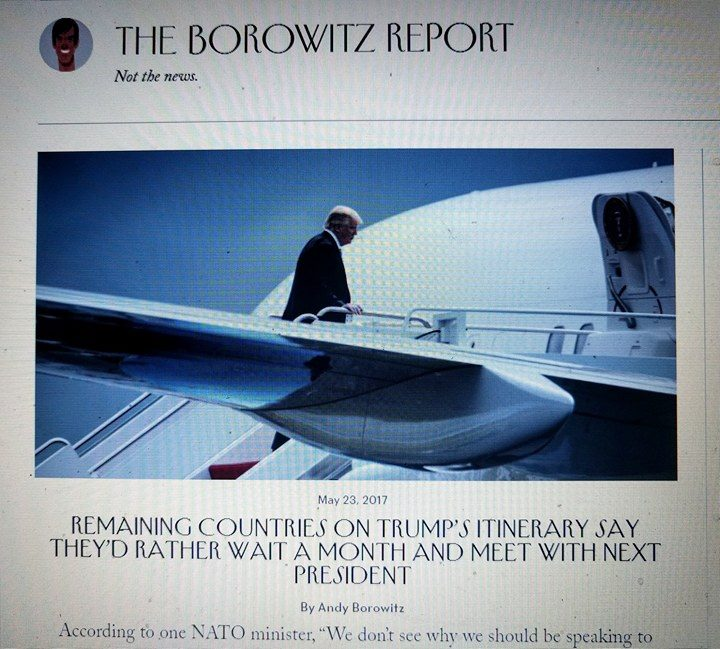 THE BOROWITZ REPORT
Not the news.
May 23, 2017
REMAINING COUNTRIES ON TRUMP'S ITINERARY SAY
THEY'D RATHER WAIT A MONTH AND MEET WITH NEXT
PRESIDENT
By Andy Borowitz
According to one NATO minister, “We don't see why we should be speaking to